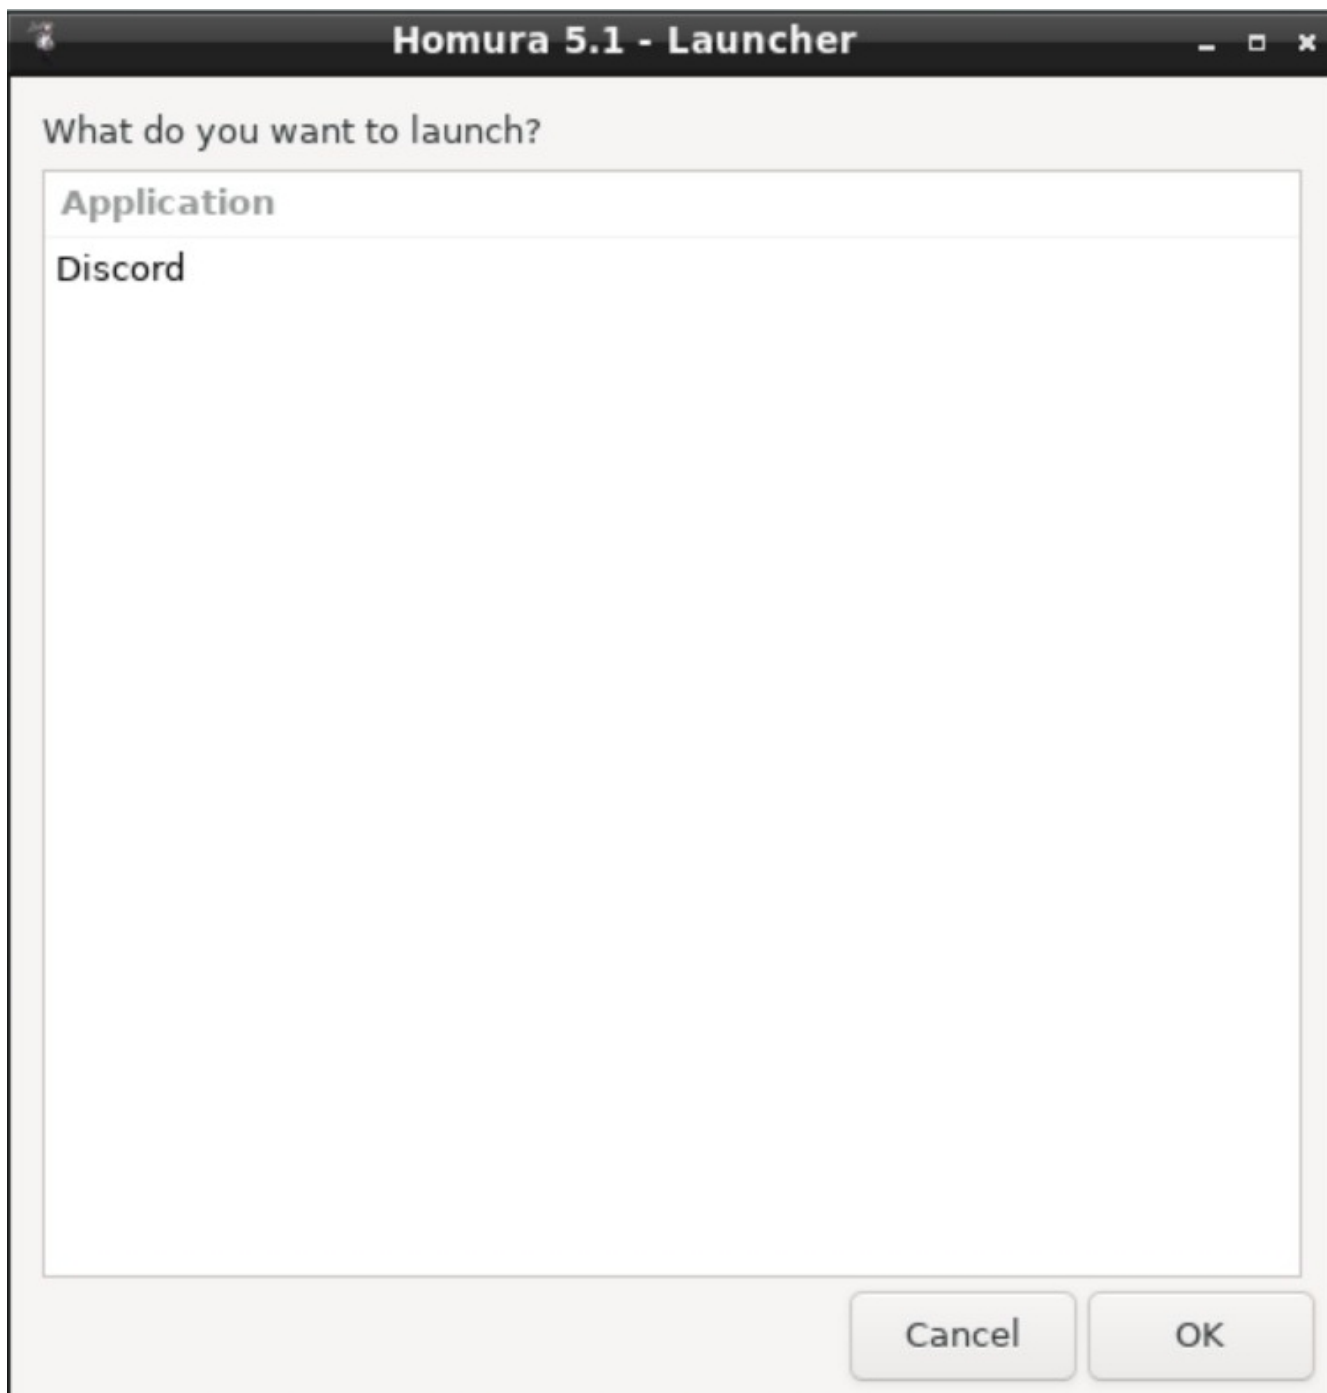 Homura 5.1 - Launcher
What do you want to launch?
Application
Discord
Cancel OK